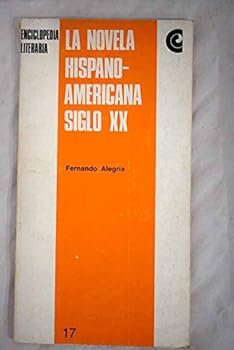 ENCICLOPEDIA
LITERARIA
LA NOVELA
HISPANO-
AMERICANA
SIGLO XX
Fernando Alegría
17